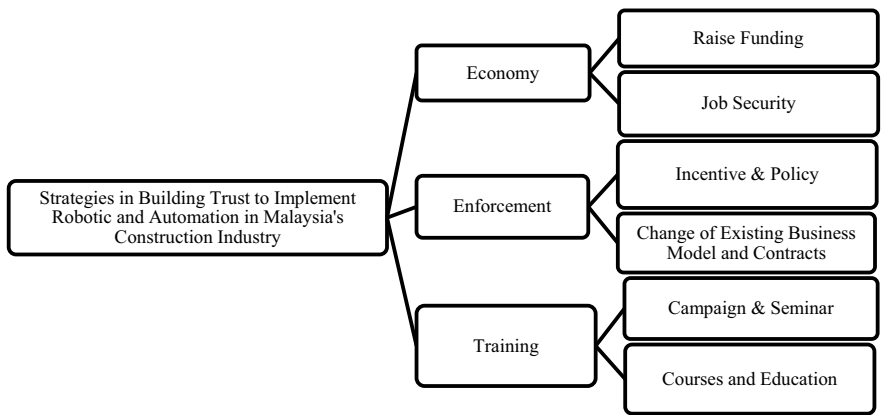 Raise Funding
Economy
Job Security
Incentive & Policy
Strategies in Building Trust to Implement
Robotic and Automation in Malaysia's
Construction Industry
Enforcement
Change of Existing Business
Model and Contracts
Campaign & Seminar
Training
Courses and Education